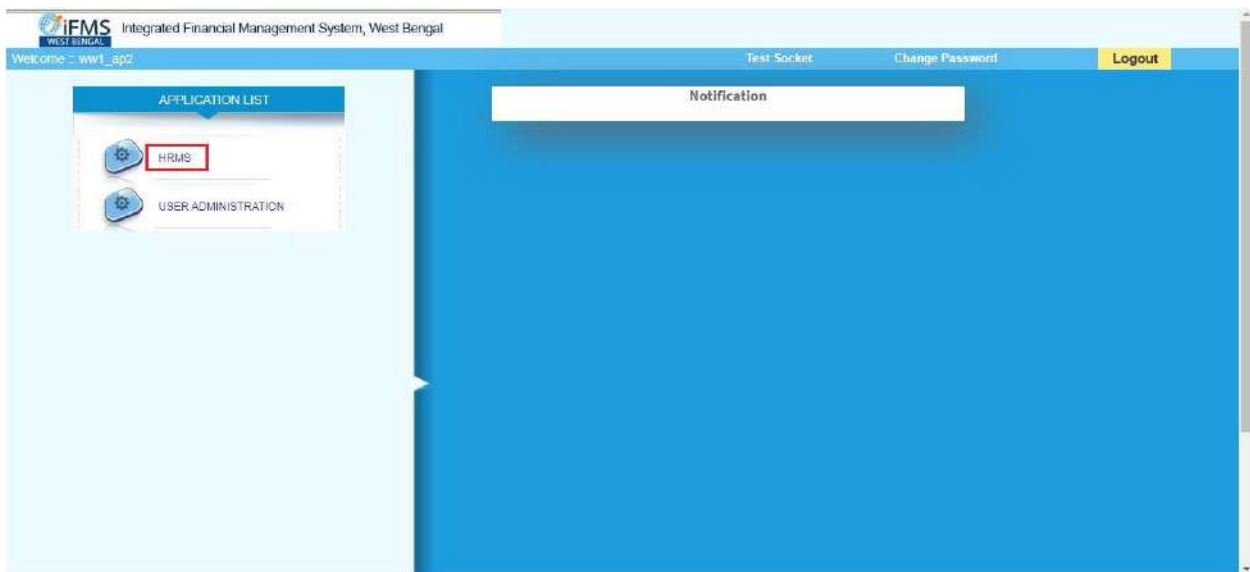 iFMS Integrated Financial Management System, West Bengal
WEST BENGAL
Welcome :: ww1_ap2 Test Socket Change Password Logout
APPLICATION LIST
Notification
HRMS
USER ADMINISTRATION